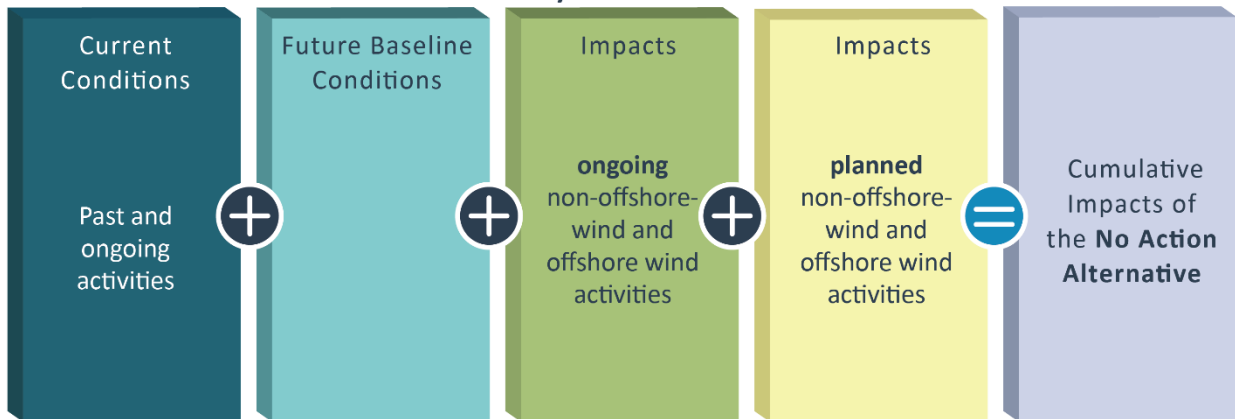 Current
Conditions
Past and
ongoing
activities
+
Future Baseline
Conditions
+
Impacts
ongoing
non-offshore-
wind and
offshore wind
activities
+
Impacts
planned
non-offshore-
wind and
offshore wind
activities
=
Cumulative
Impacts of
the No Action
Alternative